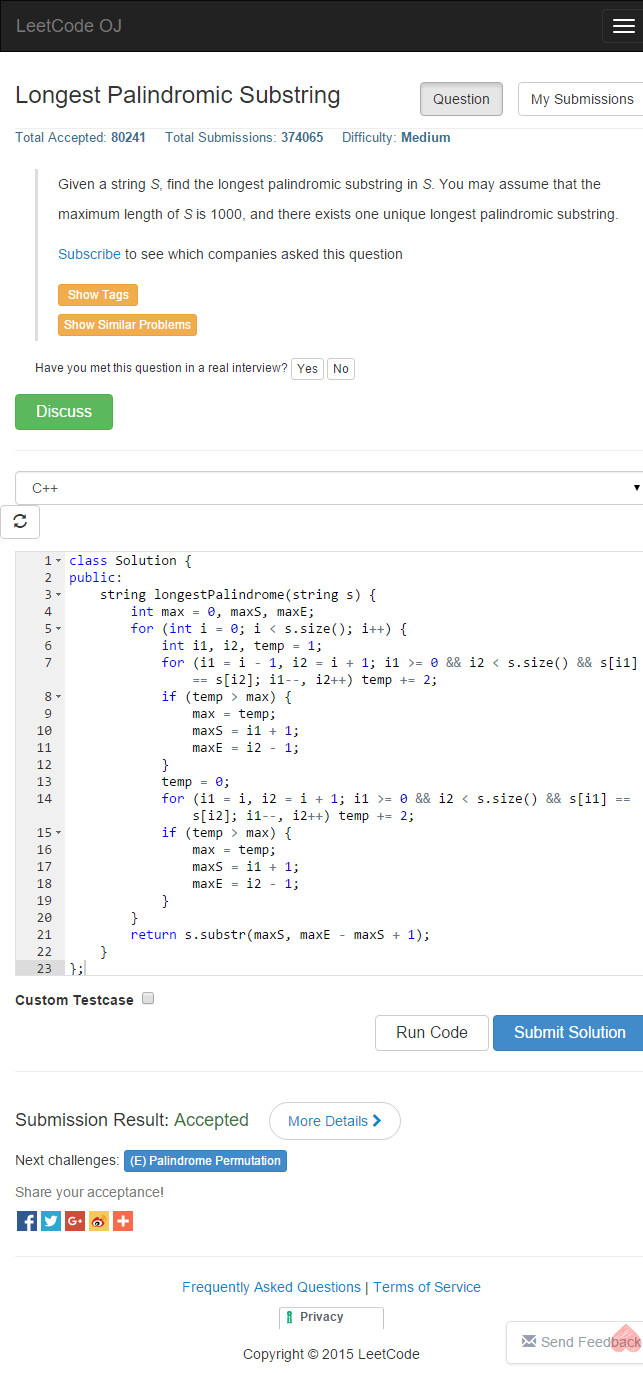 LeetCode OJ
Longest Palindromic Substring
Question
My Submissions
Total Accepted: 80241 Total Submissions: 374065 Difficulty: Medium
Given a string S, find the longest palindromic substring in S. You may assume that the
maximum length of S is 1000, and there exists one unique longest palindromic substring.
Subscribe to see which companies asked this question
Show Tags
Show Similar Problems
Have you met this question in a real interview? Yes No
Discuss
C++
1 class Solution {
2 public:
3     string longestPalindrome(string s) {
4         int max = 0, maxS, maxE;
5         for (int i = 0; i < s.size(); i++) {
6             int i1, i2, temp = 1;
7             for (i1 = i - 1, i2 = i + 1; i1 >= 0 && i2 < s.size() && s[i1]
                == s[i2]; i1--, i2++) temp += 2;
8             if (temp > max) {
9                 max = temp;
10                 maxS = i1 + 1;
11                 maxE = i2 - 1;
12             }
13             temp = 0;
14             for (i1 = i, i2 = i + 1; i1 >= 0 && i2 < s.size() && s[i1] ==
                s[i2]; i1--, i2++) temp += 2;
15             if (temp > max) {
16                 max = temp;
17                 maxS = i1 + 1;
18                 maxE = i2 - 1;
19             }
20         }
21         return s.substr(maxS, maxE - maxS + 1);
22     }
23 };
Custom Testcase
Run Code
Submit Solution
Submission Result: Accepted More Details
Next challenges: (E) Palindrome Permutation
Share your acceptance!
Frequently Asked Questions | Terms of Service
Privacy
Send Feedback
Copyright © 2015 LeetCode